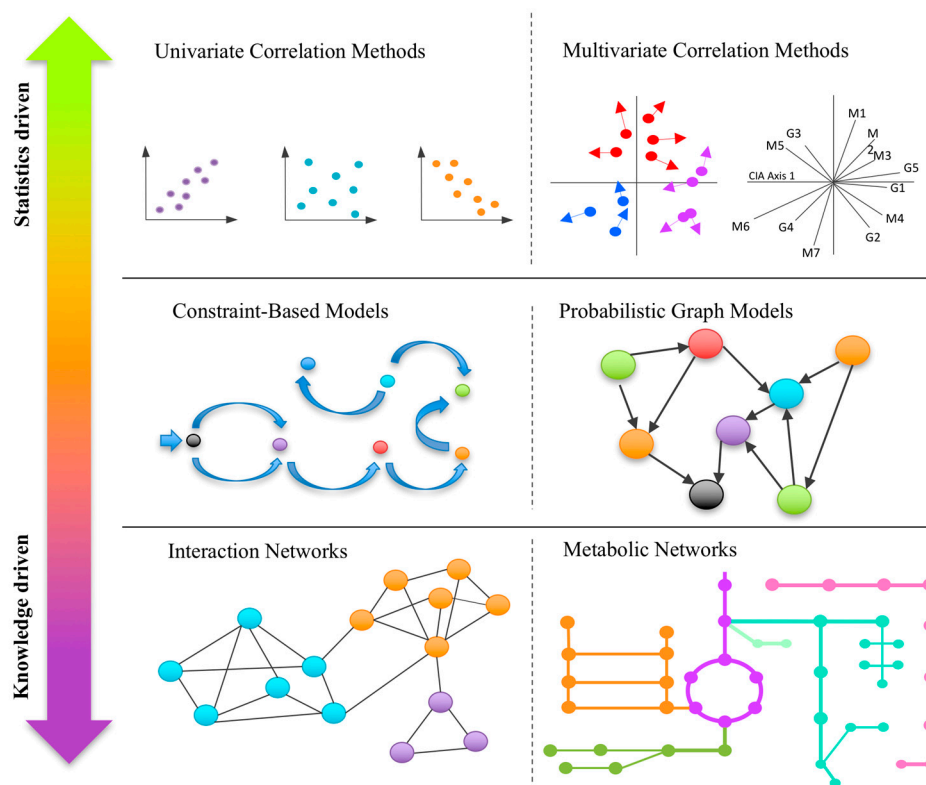 Statistics driven
Knowledge driven
Univariate Correlation Methods
Multivariate Correlation Methods
M1
G3
M
M5
2
M3
G5
CIA Axis 1
G1
M4
M6
G4
G2
M7
Constraint-Based Models
Probabilistic Graph Models
Interaction Networks
Metabolic Networks